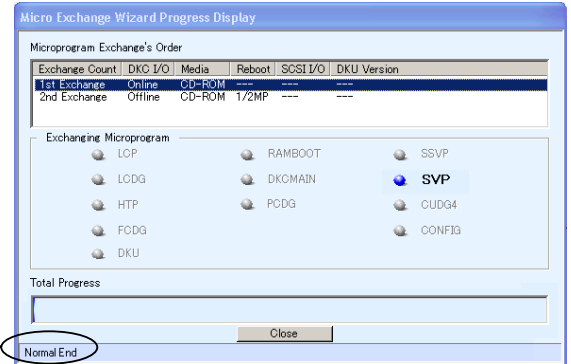 Micro Exchange Wizard Progress Display
Microprogram Exchange's Order
Exchange Count DKC I/O Media Reboot SCSI I/O DKU Version
1st Exchange Online CD-ROM --- --- ---
2nd Exchange Offline CD-ROM 1/2MP --- ---
Exchanging Microprogram
LCP RAMBOOT SSVP
LCDG DKCMAIN SVP
HTP PCDG CUDG4
FCDG CONFIG
DKU
Total Progress
Close
Normal End